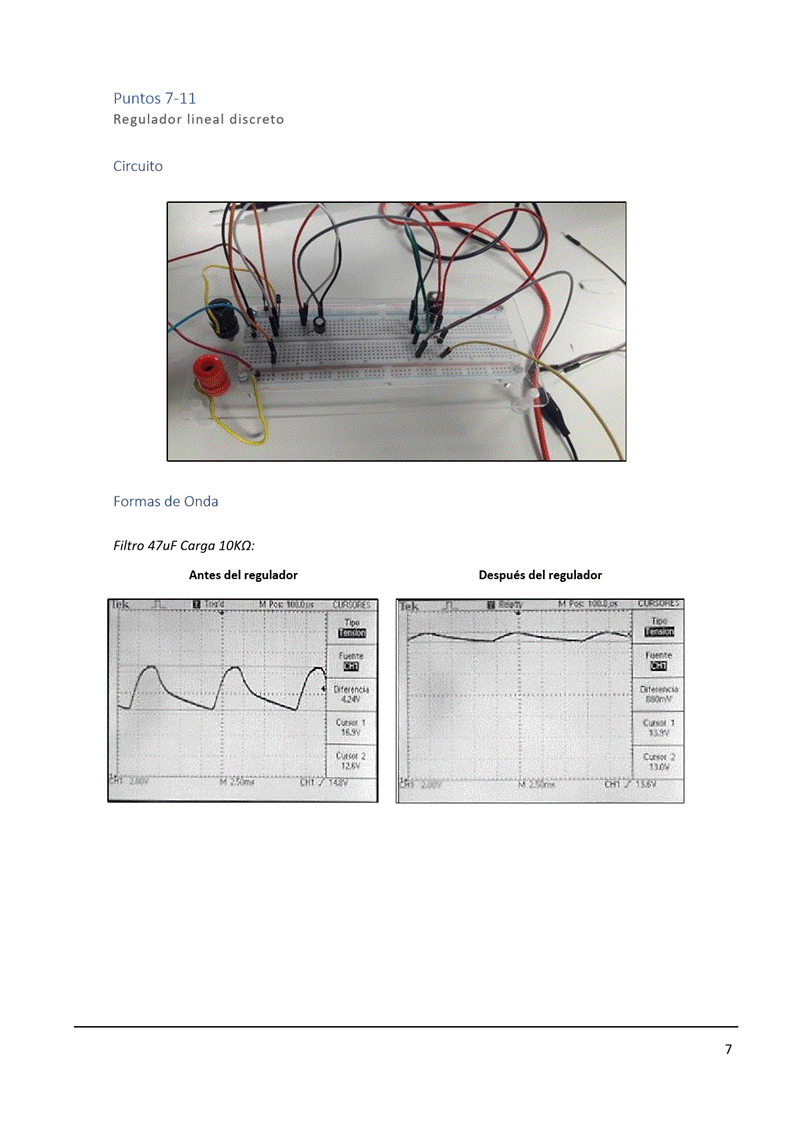 Puntos 7-11
Regulador lineal discreto
Circuito
Formas de Onda
Filtro 47uF Carga 10KΩ:
Antes del regulador
Después del regulador
Tek Trig'd M Pos: 100.0µs CURSORES
Tipo
Tensión
Fuente
CH1
Diferencia
4.24V
Cursor 1
16.9V
Cursor 2
12.6V
CH1 2.00V M 2.50ms CH1 / 14.8V
Tek Ready M Pos: 100.0µs CURSORES
Tipo
Tensión
Fuente
CH1
Diferencia
880mV
Cursor 1
13.9V
Cursor 2
13.0V
CH1 2.00V M 2.50ms CH1 / 13.6V
7